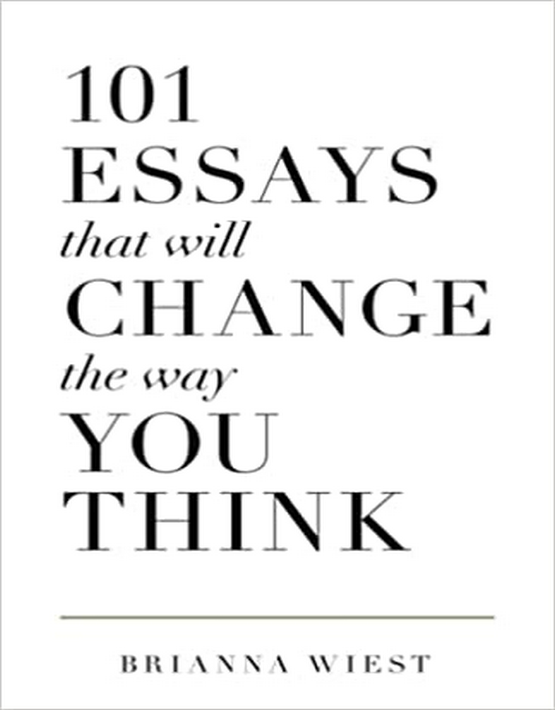 101
ESSAYS
that will
CHANGE
the way
YOU
THINK
BRIANNA WIEST